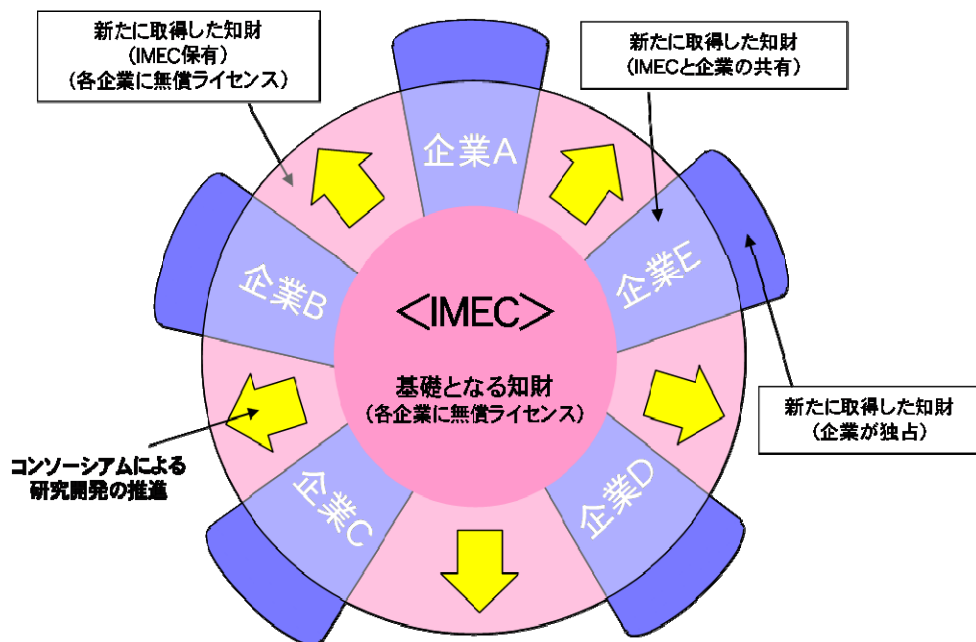 新たに取得した知財
(IMEC保有)
(各企業に無償ライセンス)
新たに取得した知財
(IMECと企業の共有)
企業A
企業B
企業E
<IMEC>
基礎となる知財
(各企業に無償ライセンス)
新たに取得した知財
(企業が独占)
コンソーシアムによる
研究開発の推進
企業C
企業D